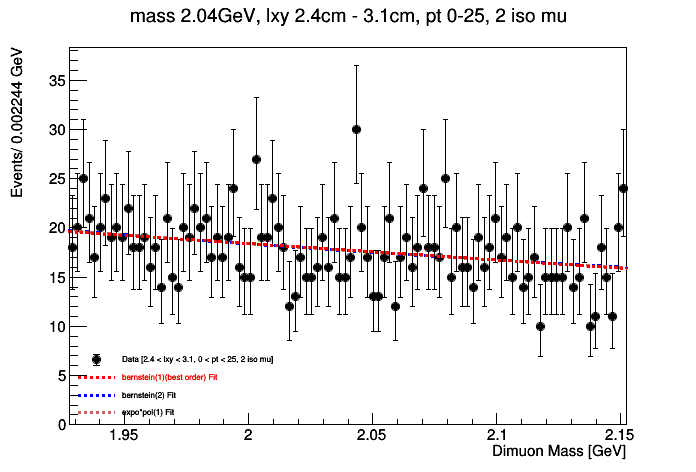 mass 2.04GeV, lxy 2.4cm - 3.1cm, pt 0-25, 2 iso mu
Events/ 0.002244 GeV
35
30
25
20
15
10
5
0
Data [2.4 < lxy < 3.1, 0 < pt < 25, 2 iso mu]
bernstein(1)(best order) Fit
bernstein(2) Fit
expo*pol(1) Fit
1.95 2 2.05 2.1 2.15
Dimuon Mass [GeV]